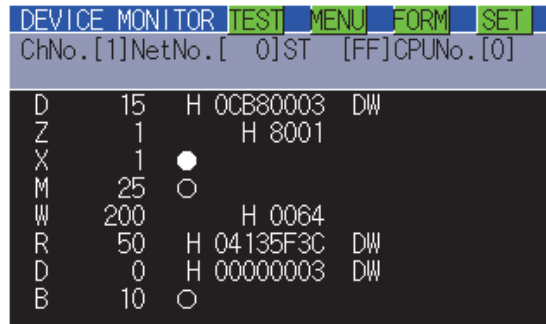 DEVICE MONITOR TEST MENU FORM SET
ChNo.[1]NetNo.[ 0]ST [FF]CPUNo.[0]
D 15 H 0CB80003 DW
Z 1 H 8001
X 1 ●
M 25 ○
W 200 H 0064
R 50 H 04135F3C DW
D 0 H 00000003 DW
B 10 ○